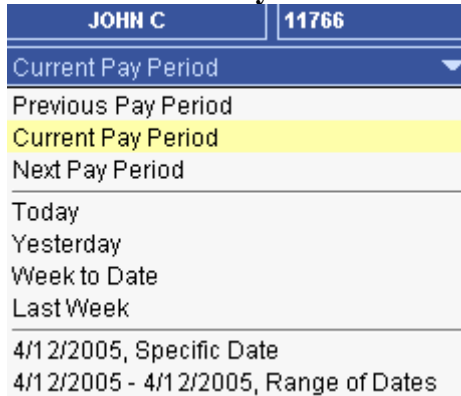 JOHN C 11766
Current Pay Period
Previous Pay Period
Current Pay Period
Next Pay Period
Today
Yesterday
Week to Date
Last Week
4/12/2005, Specific Date
4/12/2005 - 4/12/2005, Range of Dates